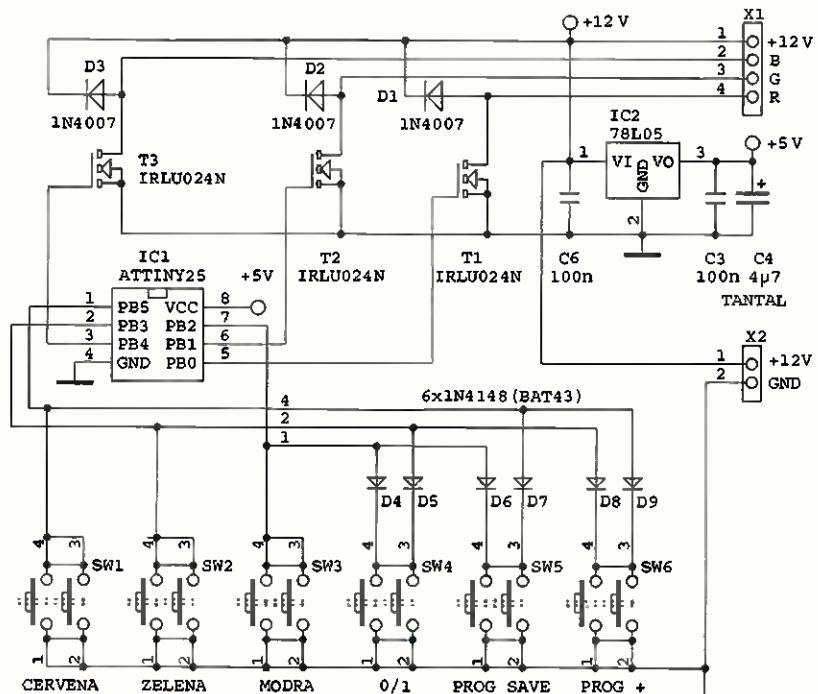 +12V
X1
1 +12V
2 B
3 G
4 R
D3
1N4007
D2
1N4007
D1
1N4007
IC2
78L05
1 VI VO 3
GND
2
+5V
T3
IRLU024N
T2
IRLU024N
T1
IRLU024N
C6
100n
C3
100n
C4
4µ7
+
TANTAL
IC1
ATTINY25
+5V
1 PB5 VCC 8
2 PB3 PB2 7
3 PB4 PB1 6
4 GND PB0 5
X2
1 +12V
2 GND
4
2
1
6x1N4148(BAT43)
D4
D5
D6
D7
D8
D9
4 3 SW1
4 3 SW2
4 3 SW3
4 3 SW4
4 3 SW5
4 3 SW6
1 2
1 2
1 2
1 2
1 2
1 2
CERVENA
ZELENA
MODRA
0/1
PROG SAVE
PROG +